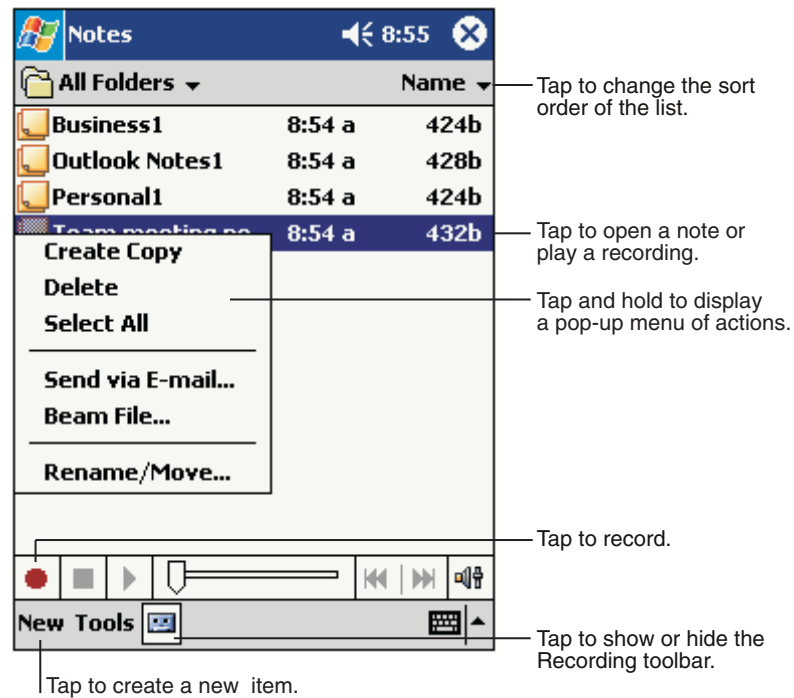 Notes 8:55
All Folders Name
Tap to change the sort
order of the list.
Business1 8:54 a 424b
Outlook Notes1 8:54 a 428b
Personal1 8:54 a 424b
Team meeting no 8:54 a 432b
Tap to open a note or
play a recording.
Create Copy
Delete
Select All
Tap and hold to display
a pop-up menu of actions.
Send via E-mail...
Beam File...
Rename/Move...
Tap to record.
New Tools
Tap to show or hide the
Recording toolbar.
Tap to create a new item.